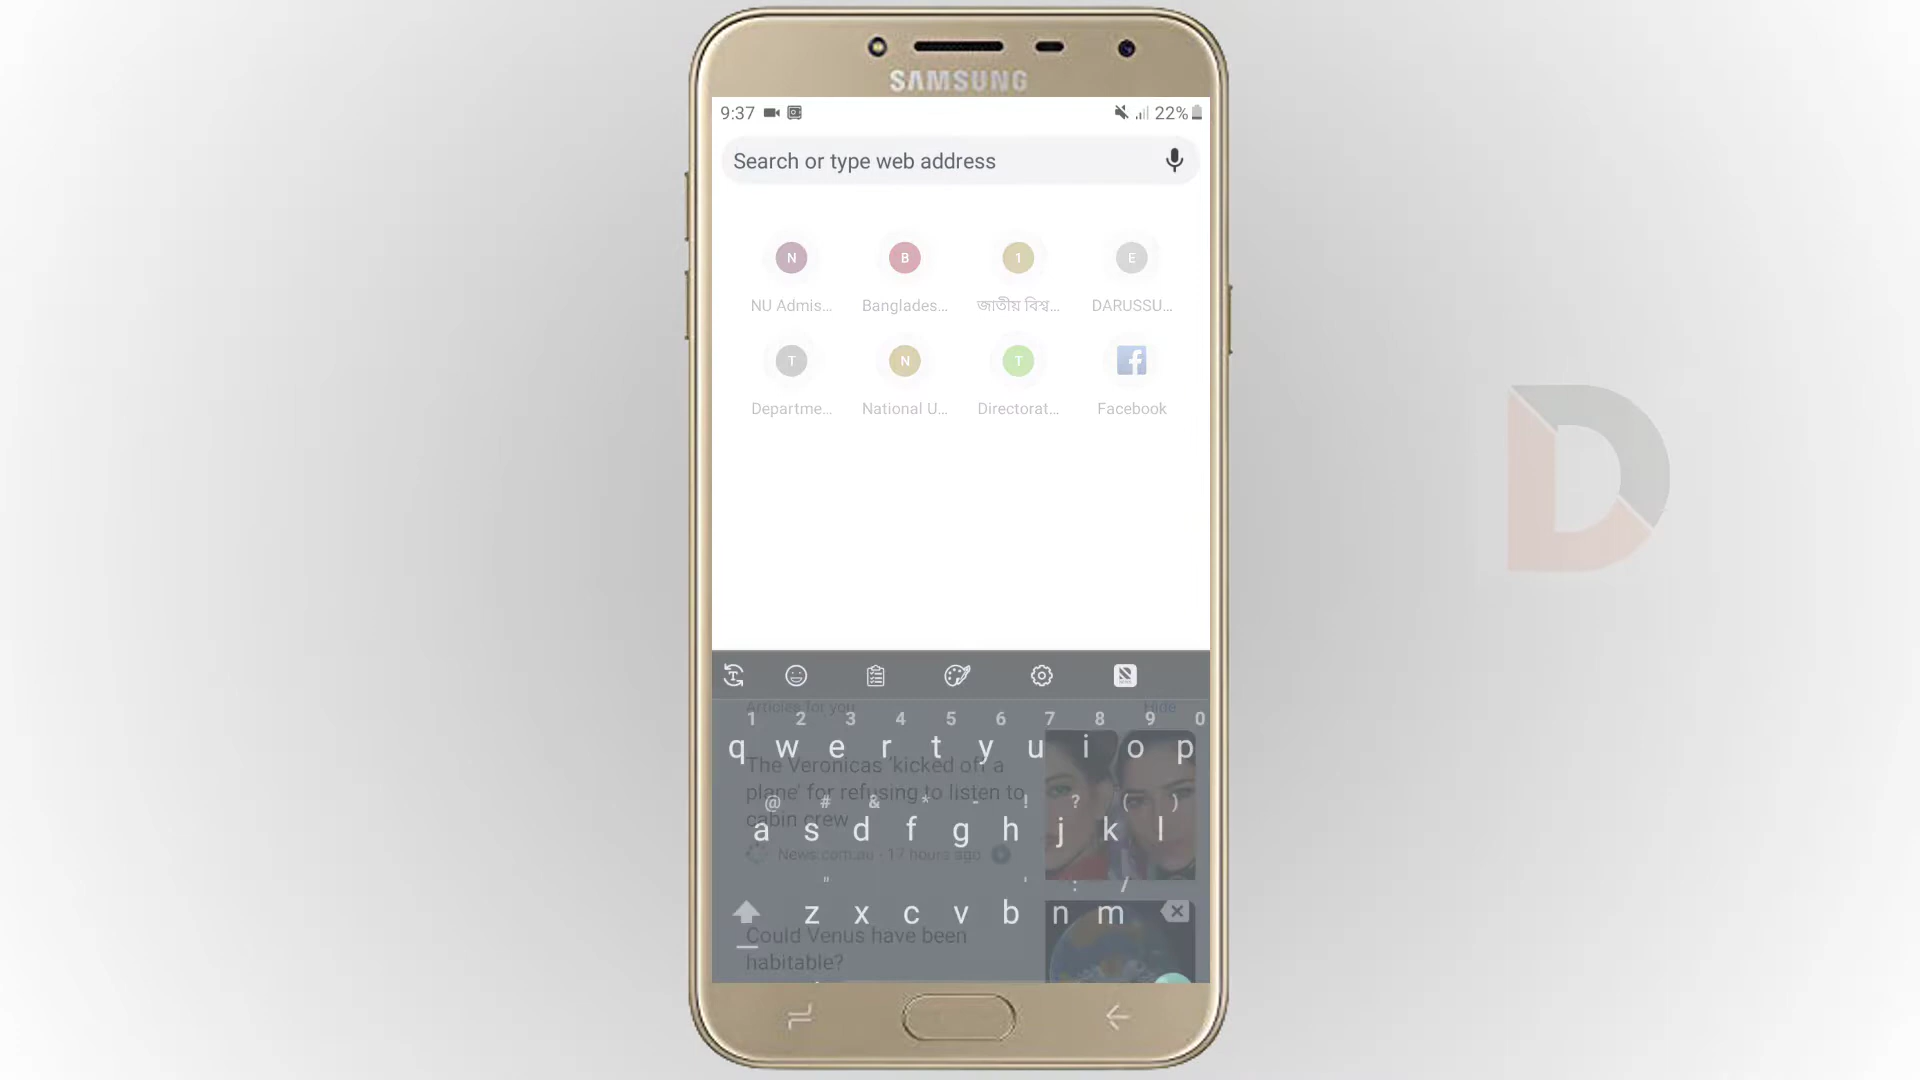 SAMSUNG
9:37 22%
Search or type web address
N B 1 E
NU Admis... Banglades... জাতীয় বিশ্ব... DARUSSU...
T N T
Departme... National U... Directorat... Facebook
Articles for you Hide
1 2 3 4 5 6 7 8 9 0
q w e r t y u i o p
The Veronicas 'kicked off a
plane' for refusing to listen to
cabin crew
@ # & * - ! ? ( )
a s d f g h j k l
News.com.au - 17 hours ago
" ' : /
z x c v b n m
Could Venus have been
habitable?
D